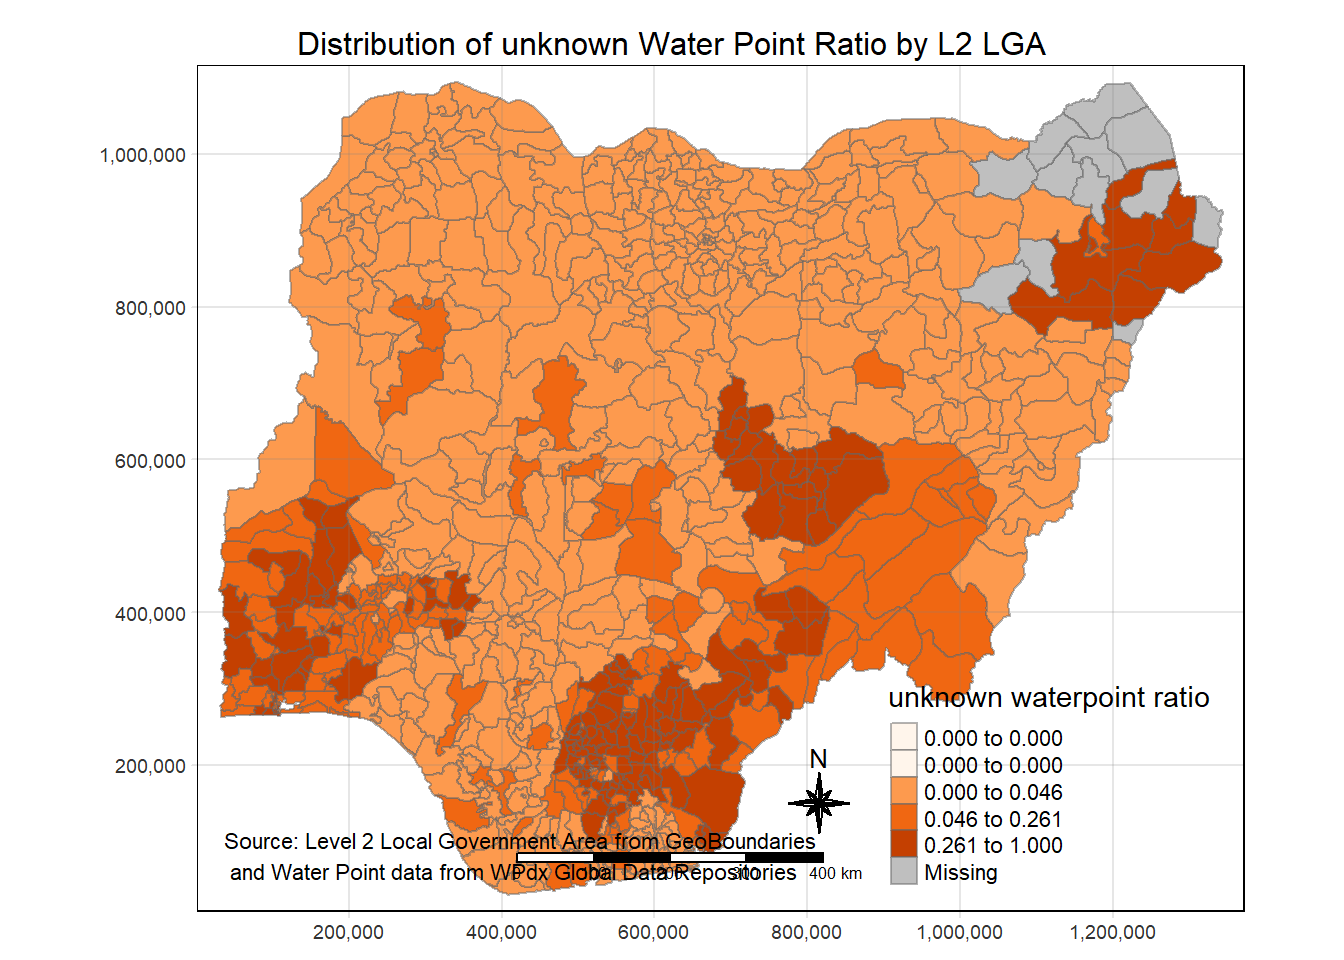 Distribution of unknown Water Point Ratio by L2 LGA
1,000,000
800,000
600,000
400,000
200,000
unknown waterpoint ratio
0.000 to 0.000
0.000 to 0.000
0.000 to 0.046
0.046 to 0.261
0.261 to 1.000
Missing
N
Source: Level 2 Local Government Area from GeoBoundaries
and Water Point data from WPdx Global Data Repositories
400 km
200,000 400,000 600,000 800,000 1,000,000 1,200,000